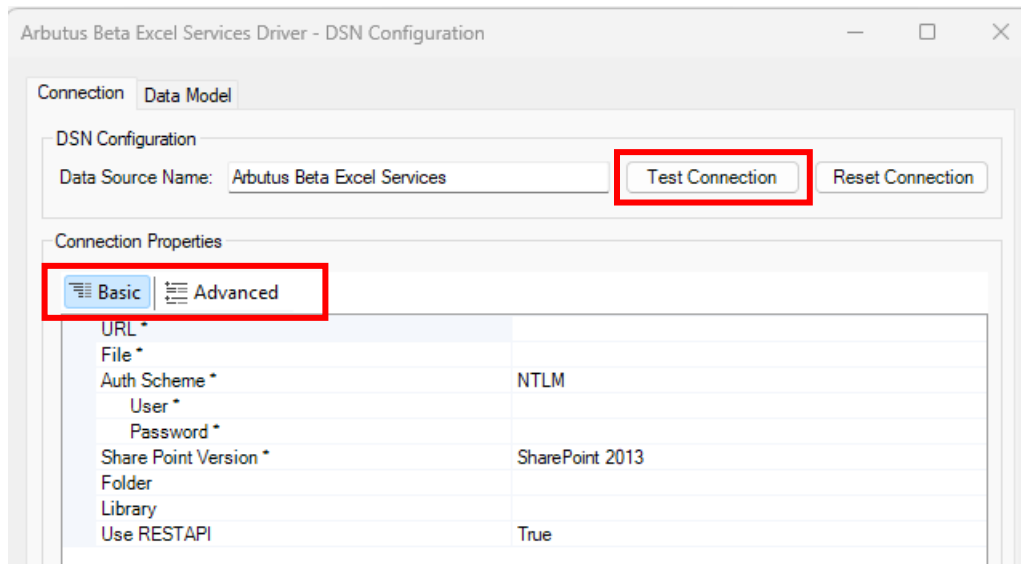 Arbutus Beta Excel Services Driver - DSN Configuration
Connection Data Model
DSN Configuration
Data Source Name: Arbutus Beta Excel Services Test Connection Reset Connection
Connection Properties
Basic Advanced
URL *
File *
Auth Scheme * NTLM
User *
Password *
Share Point Version * SharePoint 2013
Folder
Library
Use RESTAPI True